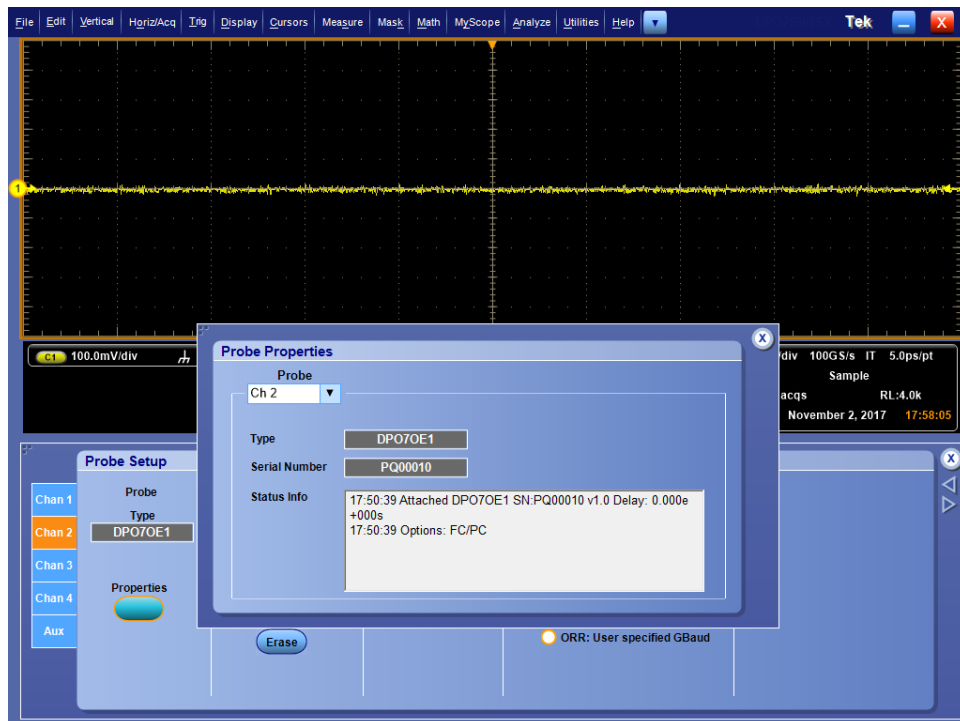 File Edit Vertical Horiz/Acq Trig Display Cursors Measure Mask Math MyScope Analyze Utilities Help Tek X
1
C1 100.0mV/div
/div 100GS/s IT 5.0ps/pt
Sample
acqs RL:4.0k
November 2, 2017 17:58:05
Probe Properties
X
Probe
Ch 2
Type DPO7OE1
Serial Number PQ00010
Status Info
17:50:39 Attached DPO7OE1 SN:PQ00010 v1.0 Delay: 0.000e
+000s
17:50:39 Options: FC/PC
Probe Setup
X
Chan 1
Chan 2
Chan 3
Chan 4
Aux
Probe
Type
DPO7OE1
Properties
Erase
ORR: User specified GBaud